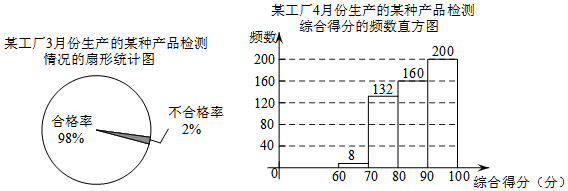 某工厂3月份生产的某种产品检测
情况的扇形统计图
合格率
98%
不合格率
2%
某工厂4月份生产的某种产品检测
综合得分的频数直方图
频数
200
160
120
80
40
0
8
132
160
200
60 70 80 90 100 综合得分（分）